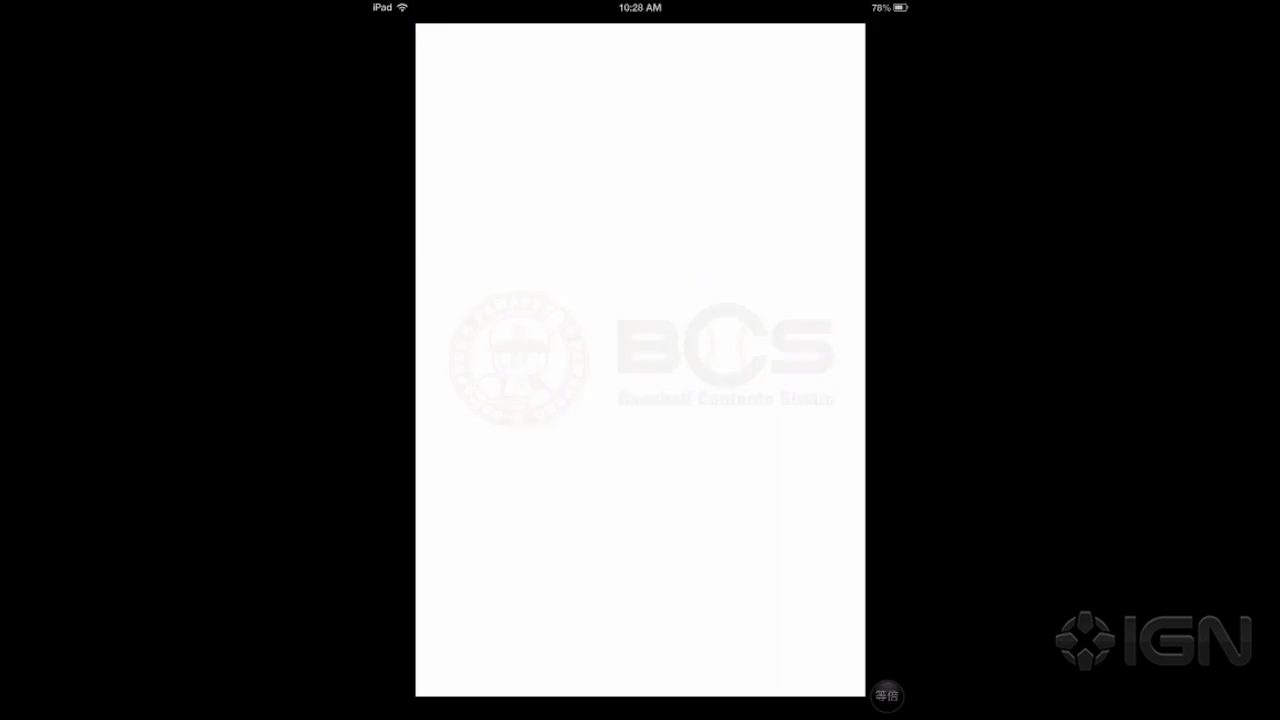 iPad 10:28 AM 78%
BCS
Baseball Contents Studio
IGN
等倍